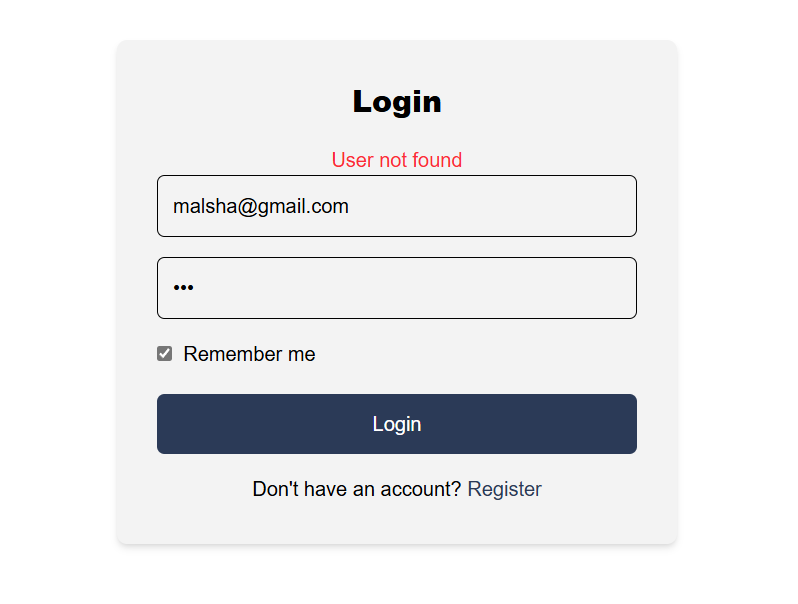 Login
User not found
malsha@gmail.com
•••
Remember me
Login
Don't have an account? Register